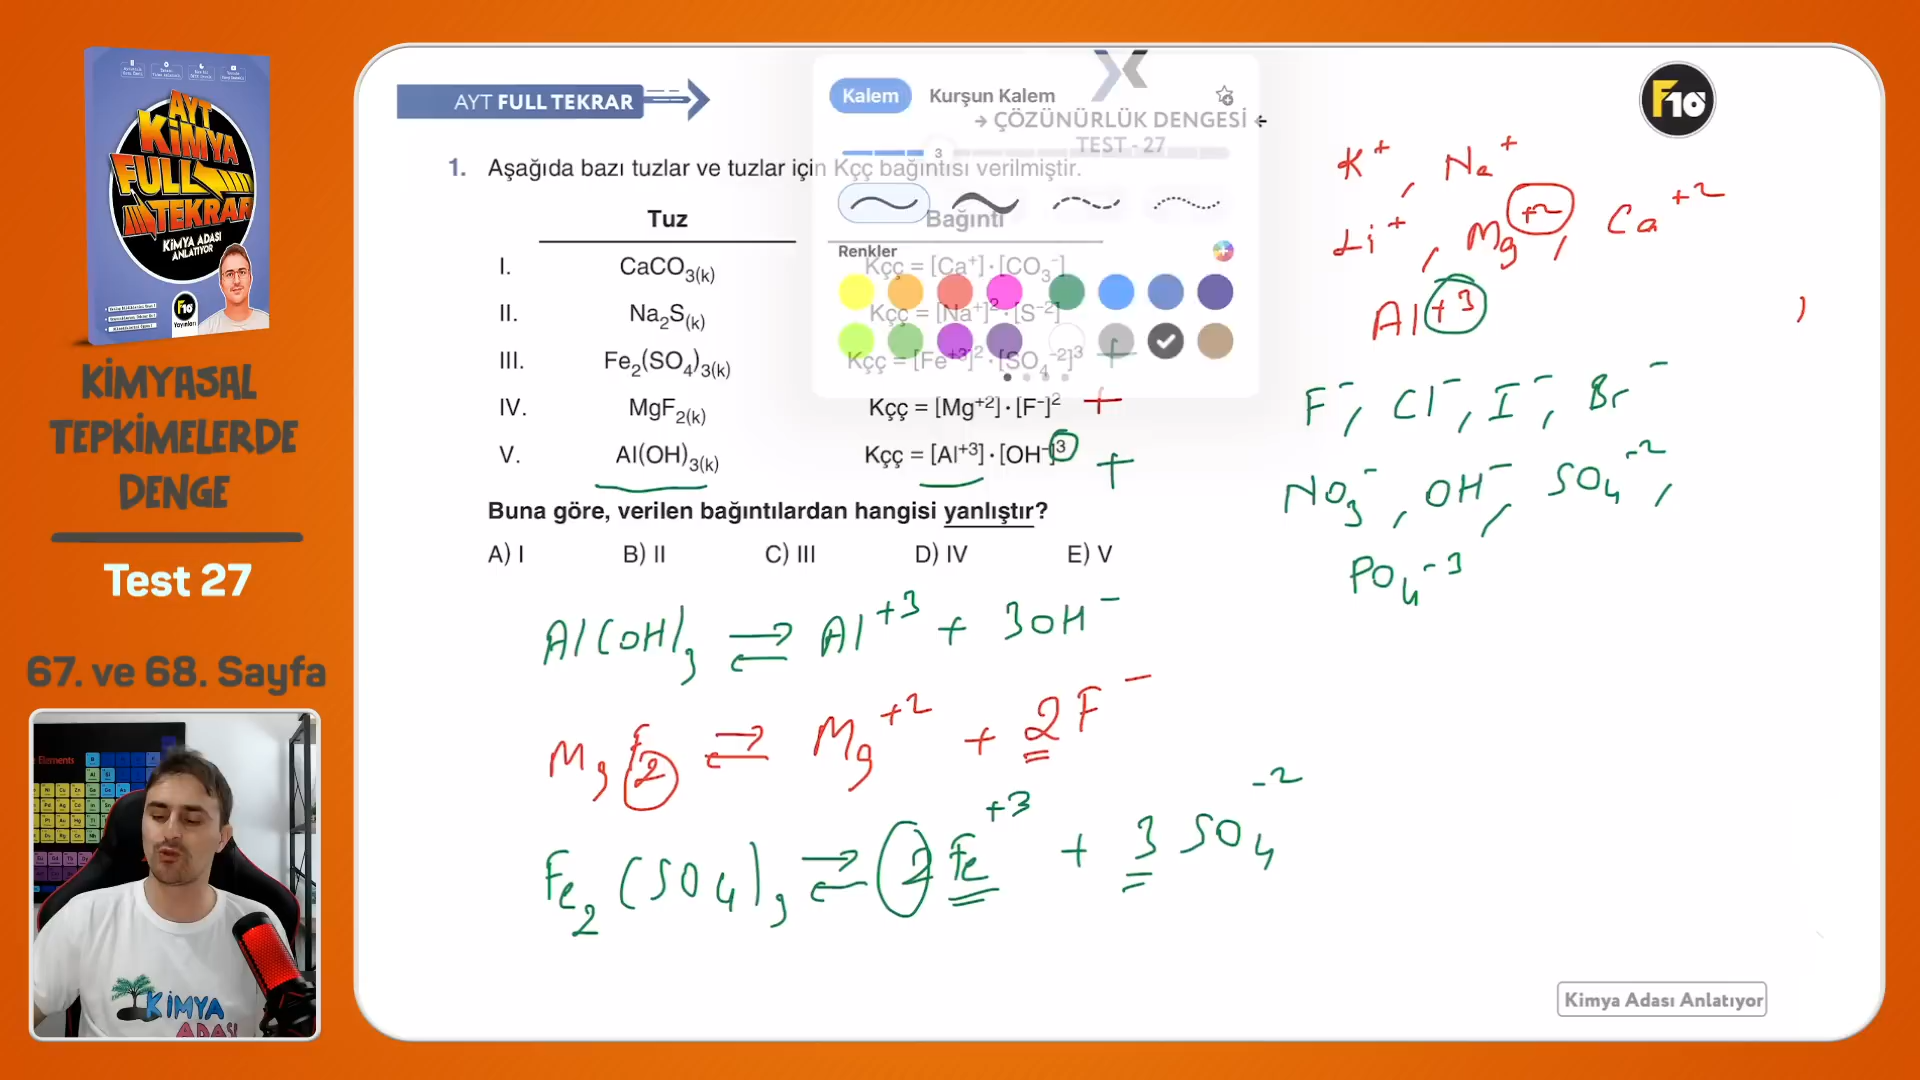 AYT
KİMYA
FULL
TEKRAR
KİMYA ADASI
ANLATIYOR
F10
Yayınları
KİMYASAL
TEPKİMELERDE
DENGE
Test 27
67. ve 68. Sayfa
Elements
KİMYA
ADASI
AYT FULL TEKRAR
Kalem Kurşun Kalem
→ ÇÖZÜNÜRLÜK DENGESİ ←
TEST - 27
3
F10
1. Aşağıda bazı tuzlar ve tuzlar için Kçç bağıntısı verilmiştir.
Tuz Bağıntı
Renkler
I. CaCO3(k) Kçç = [Ca+]·[CO3−]
II. Na2S(k) Kçç = [Na+]2·[S−2]
III. Fe2(SO4)3(k) Kçç = [Fe+3]2·[SO4−2]3 +
IV. MgF2(k) Kçç = [Mg+2]·[F−]2 +
V. Al(OH)3(k) Kçç = [Al+3]·[OH−]3 +
Buna göre, verilen bağıntılardan hangisi yanlıştır?
A) I B) II C) III D) IV E) V
Al(OH)3 ⇌ Al+3 + 3OH−
MgF2 ⇌ Mg+2 + 2F−
Fe2(SO4)3 ⇌ 2Fe+3 + 3SO4−2
K+, Na+
Li+, Mg+2, Ca+2
Al+3 ,
F−, Cl−, I−, Br−
NO3−, OH−, SO4−2,
PO4−3
Kimya Adası Anlatıyor